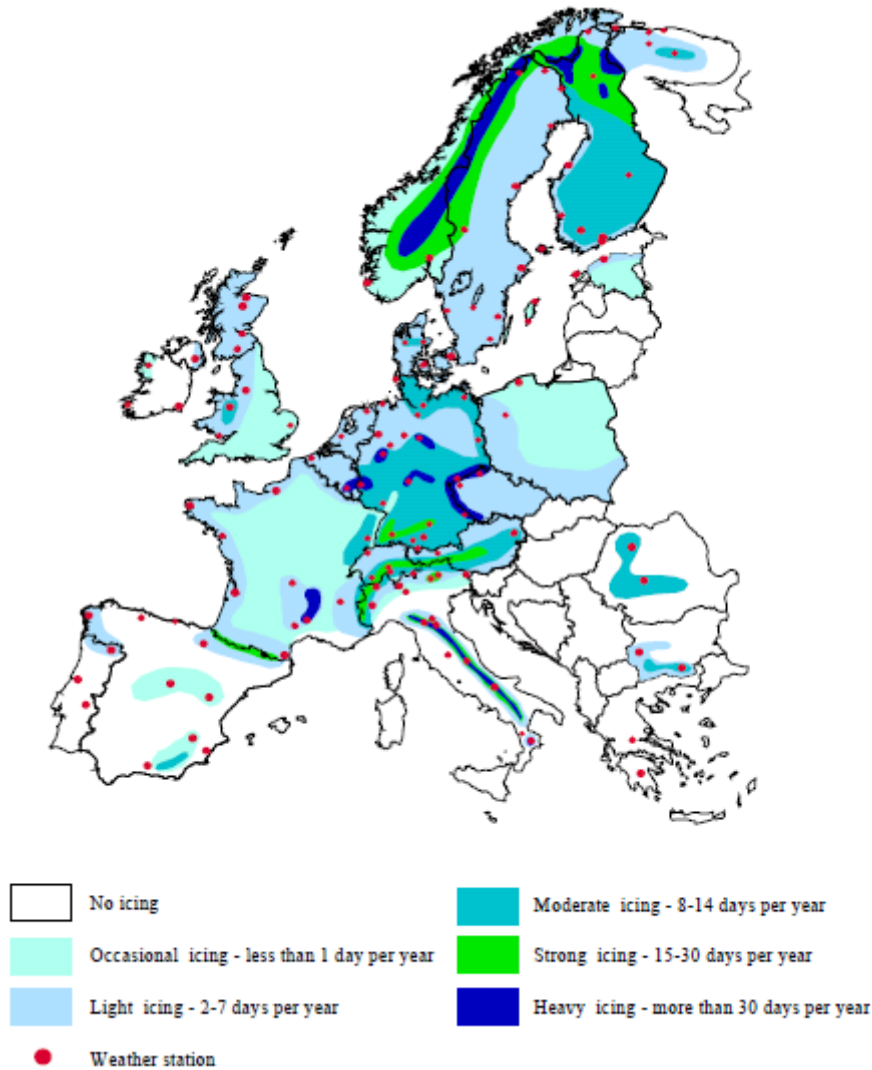 No icing
Occasional icing - less than 1 day per year
Light icing - 2-7 days per year
Weather station
Moderate icing - 8-14 days per year
Strong icing - 15-30 days per year
Heavy icing - more than 30 days per year